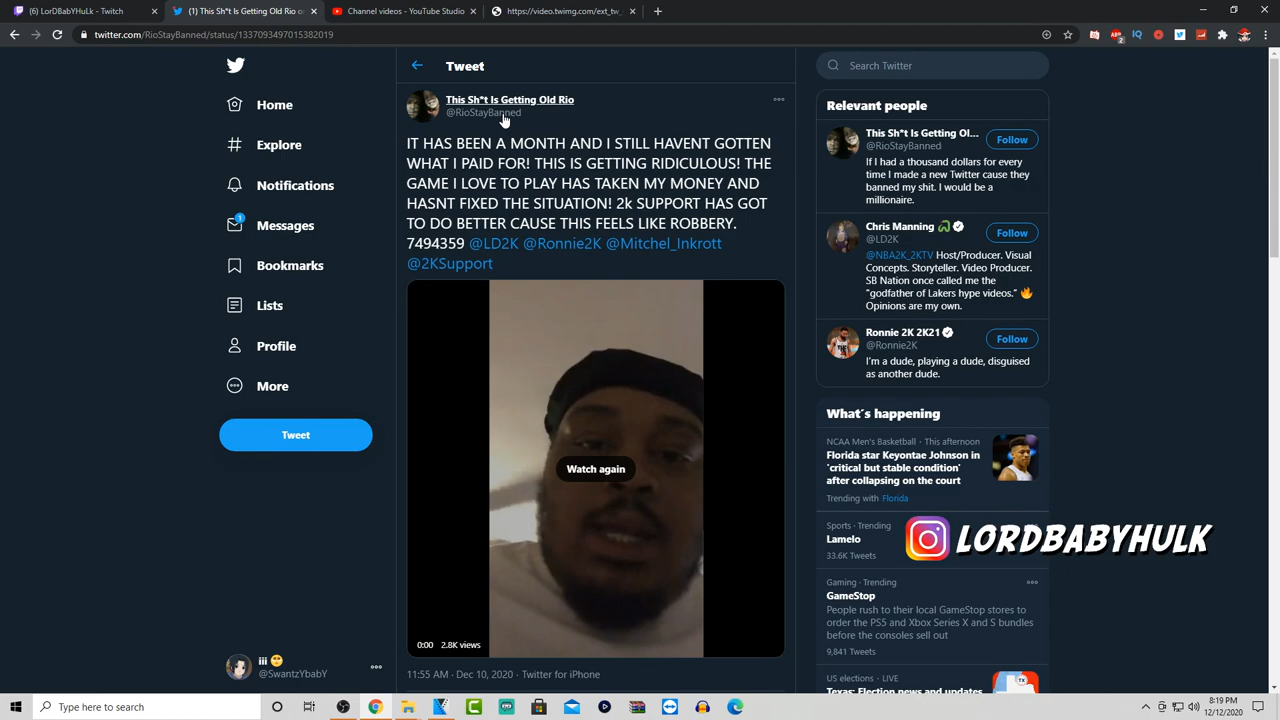 (6) LorDBabyHulk - Twitch
(1) This Sh*t Is Getting Old Rio on
Channel videos - YouTube Studio
https://video.twimg.com/ext_tw_
twitter.com/RioStayBanned/status/1337093497015382019
Home
Explore
Notifications
1
Messages
Bookmarks
Lists
Profile
More
Tweet
iii
@SwantzYbabY
Tweet
This Sh*t Is Getting Old Rio
@RioStayBanned
IT HAS BEEN A MONTH AND I STILL HAVENT GOTTEN
WHAT I PAID FOR! THIS IS GETTING RIDICULOUS! THE
GAME I LOVE TO PLAY HAS TAKEN MY MONEY AND
HASNT FIXED THE SITUATION! 2k SUPPORT HAS GOT
TO DO BETTER CAUSE THIS FEELS LIKE ROBBERY.
7494359 @LD2K @Ronnie2K @Mitchel_Inkrott
@2KSupport
Watch again
0:00 2.8K views
11:55 AM · Dec 10, 2020 · Twitter for iPhone
Search Twitter
Relevant people
This Sh*t Is Getting Ol...
@RioStayBanned
Follow
If I had a thousand dollars for every
time I made a new Twitter cause they
banned my shit. I would be a
millionaire.
Chris Manning
@LD2K
Follow
@NBA2K_2KTV Host/Producer. Visual
Concepts. Storyteller. Video Producer.
SB Nation once called me the
"godfather of Lakers hype videos."
Opinions are my own.
Ronnie 2K 2K21
@Ronnie2K
Follow
I'm a dude, playing a dude, disguised
as another dude.
What's happening
NCAA Men's Basketball · This afternoon
Florida star Keyontae Johnson in
'critical but stable condition'
after collapsing on the court
Trending with Florida
Sports · Trending
Lamelo
33.6K Tweets
LORDBABYHULK
Gaming · Trending
GameStop
People rush to their local GameStop stores to
order the PS5 and Xbox Series X and S bundles
before the consoles sell out
9,841 Tweets
US elections · LIVE
Texas: Election news and updates
Type here to search
8:19 PM
12/12/2020